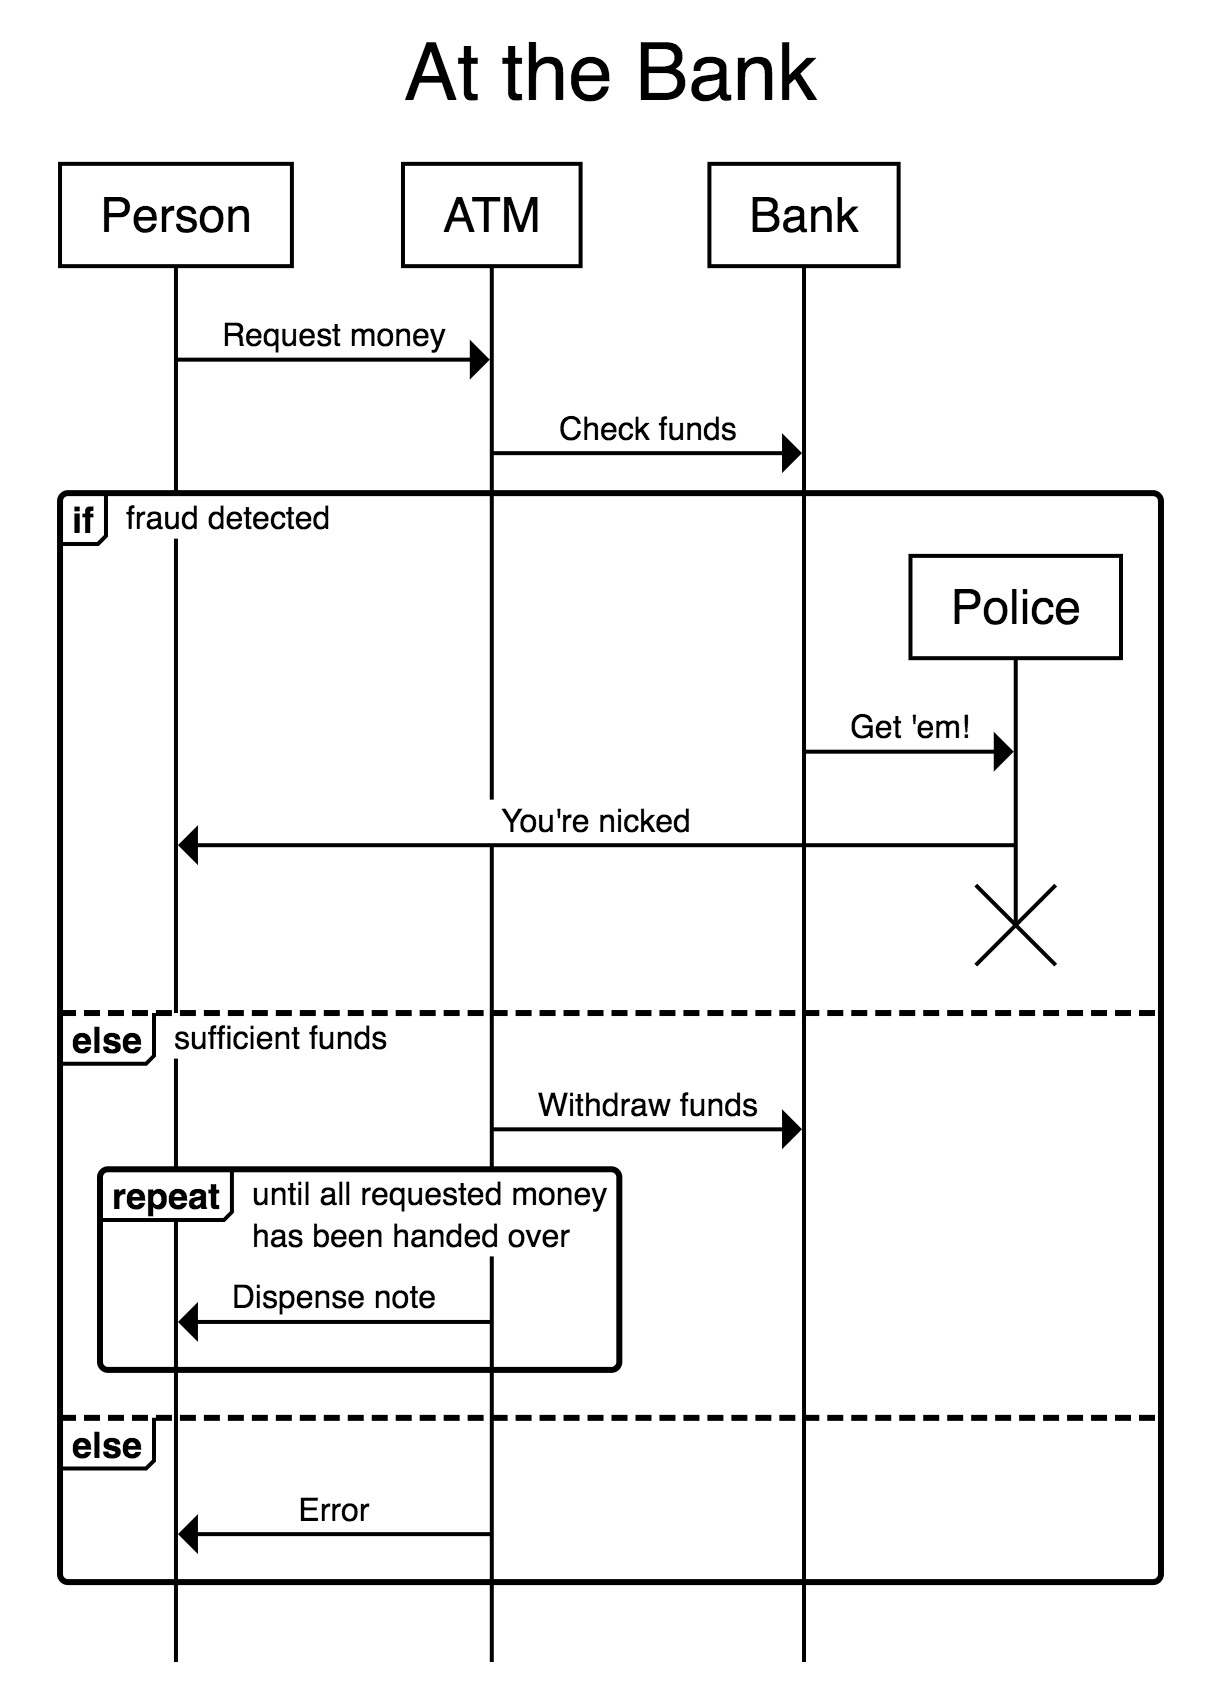 At the Bank
Person
ATM
Bank
Request money
Check funds
if
fraud detected
Police
Get 'em!
You're nicked
else
sufficient funds
Withdraw funds
repeat
until all requested money
has been handed over
Dispense note
else
Error